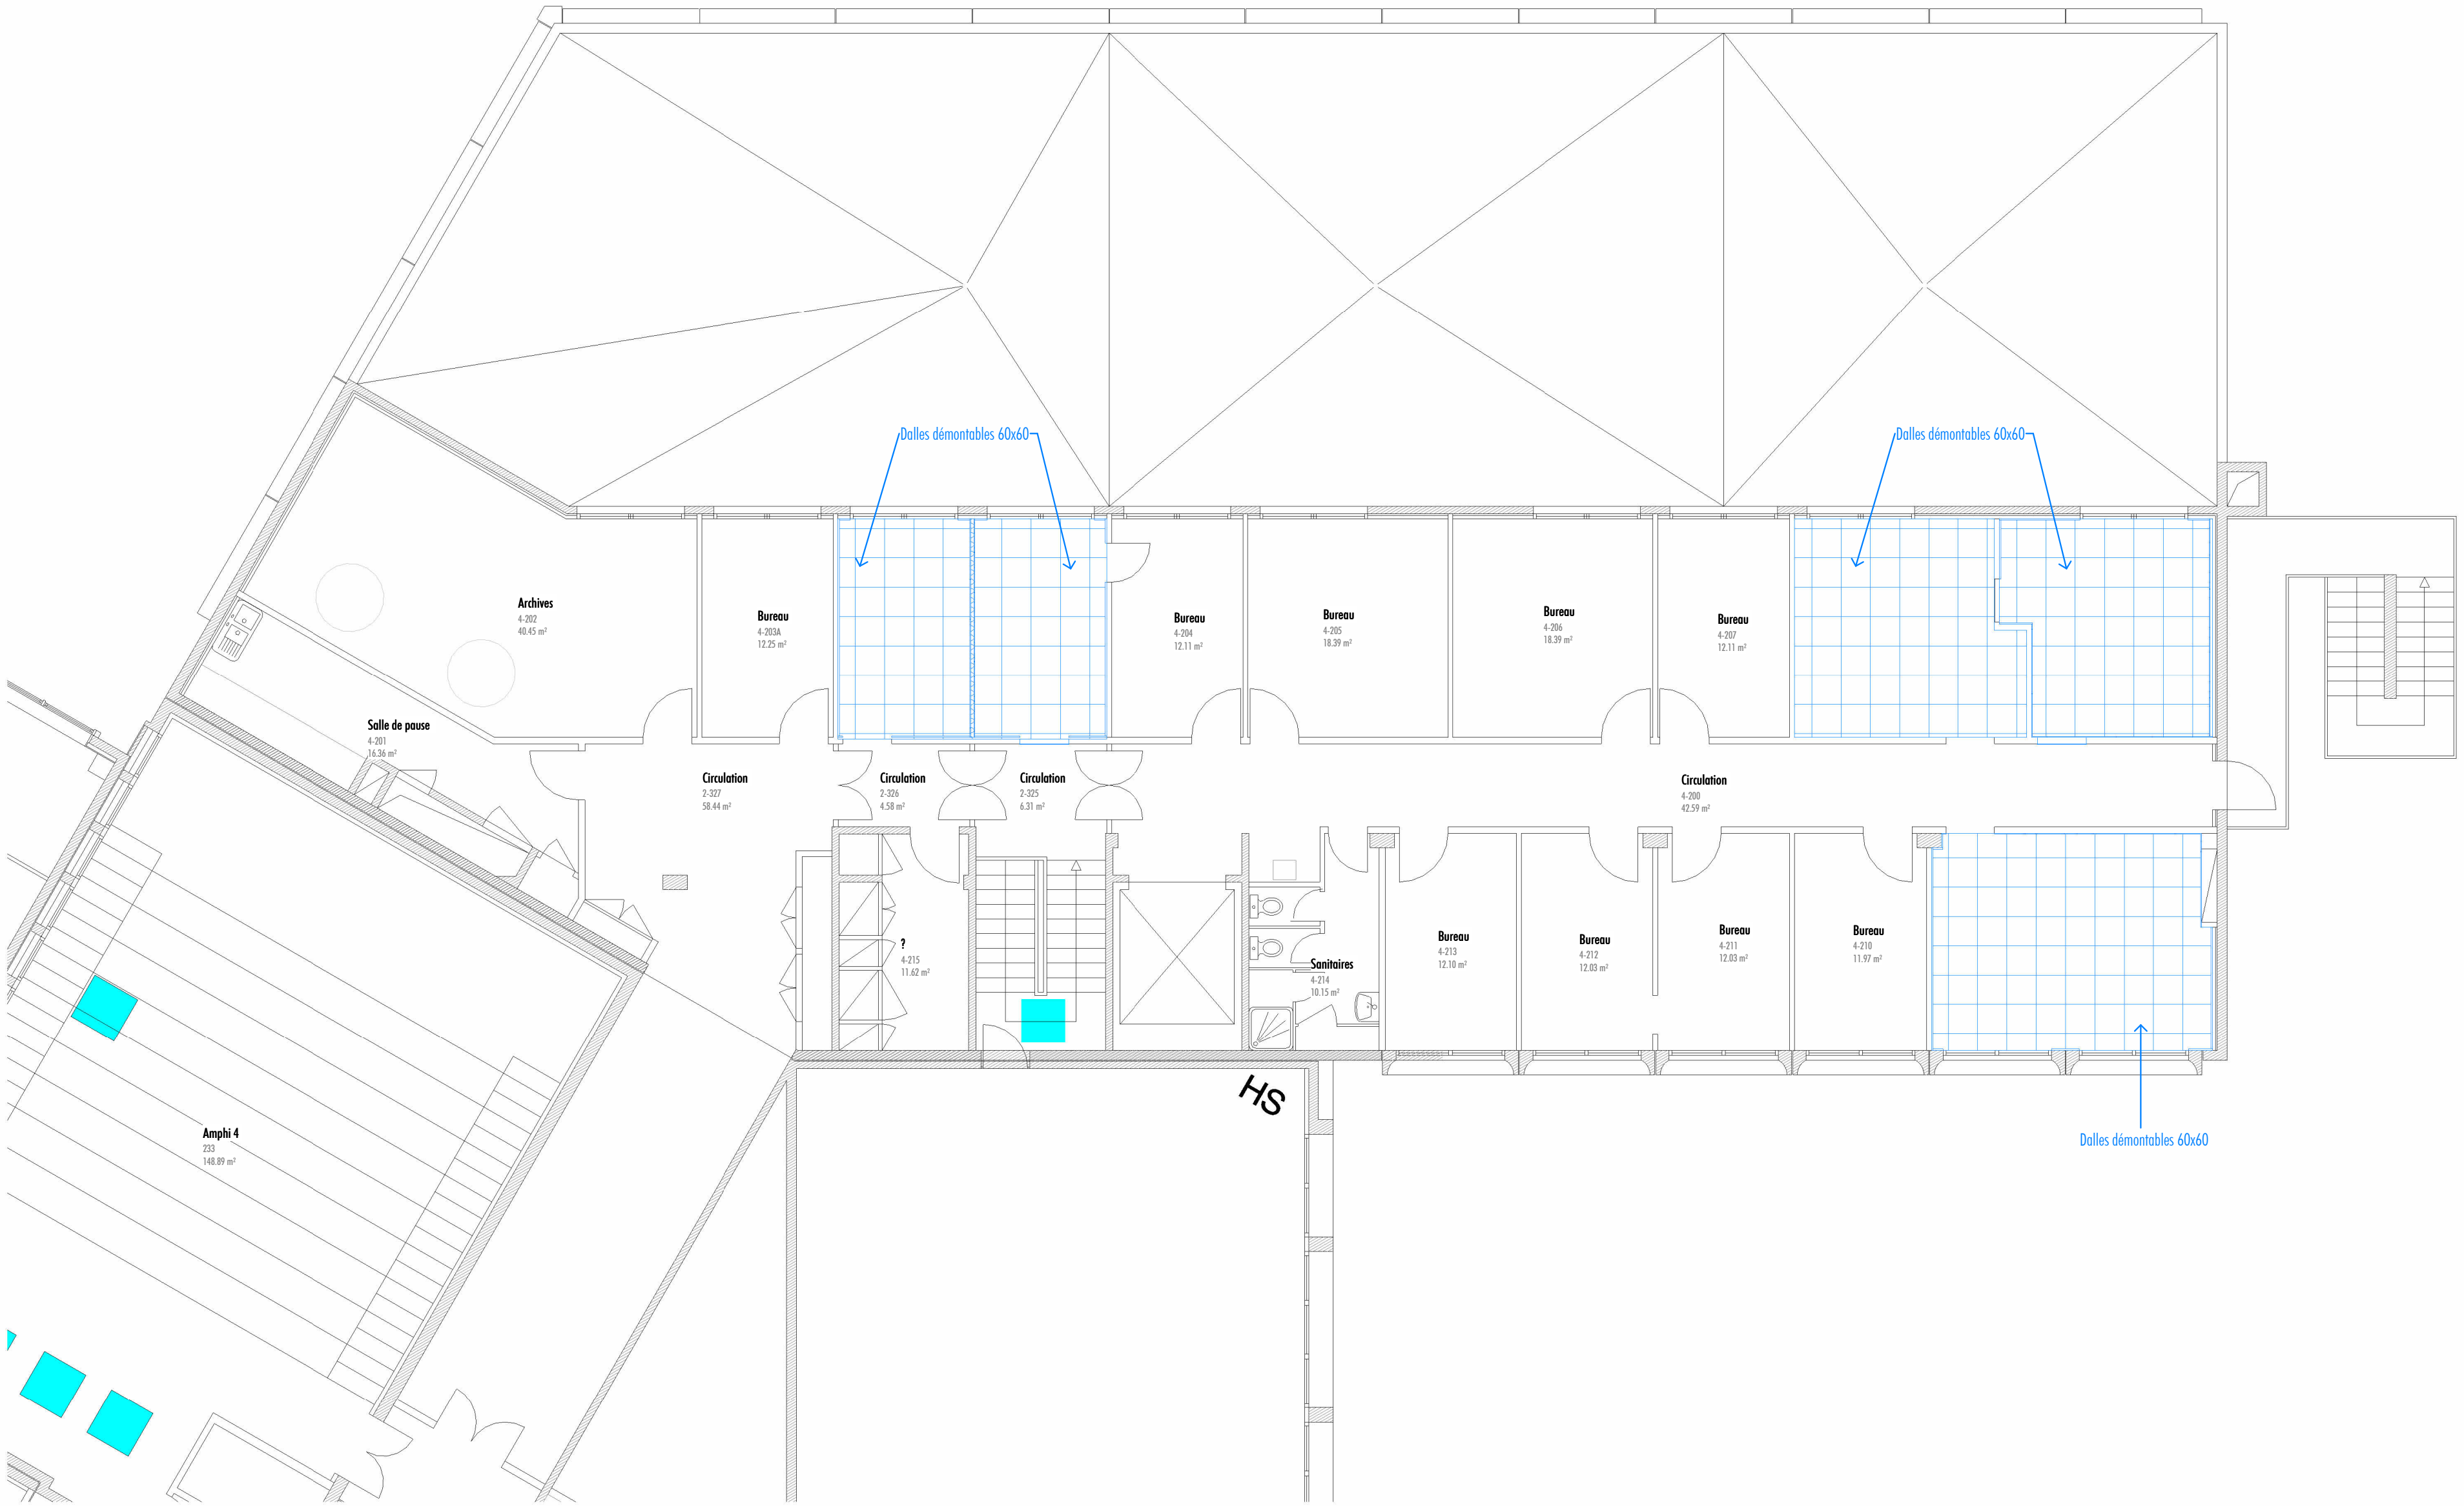 Dalles démontables 60x60
Dalles démontables 60x60
Archives
4-202
40.45 m²
Bureau
4-203A
12.25 m²
Bureau
4-204
12.11 m²
Bureau
4-205
18.39 m²
Bureau
4-206
18.39 m²
Bureau
4-207
12.11 m²
Salle de pause
4-201
16.36 m²
Circulation
2-327
58.44 m²
Circulation
2-326
4.58 m²
Circulation
2-325
6.31 m²
Circulation
4-200
42.59 m²
?
4-215
11.62 m²
Sanitaires
4-214
10.15 m²
Bureau
4-213
12.10 m²
Bureau
4-212
12.03 m²
Bureau
4-211
12.03 m²
Bureau
4-210
11.97 m²
HS
Amphi 4
233
148.89 m²
Dalles démontables 60x60